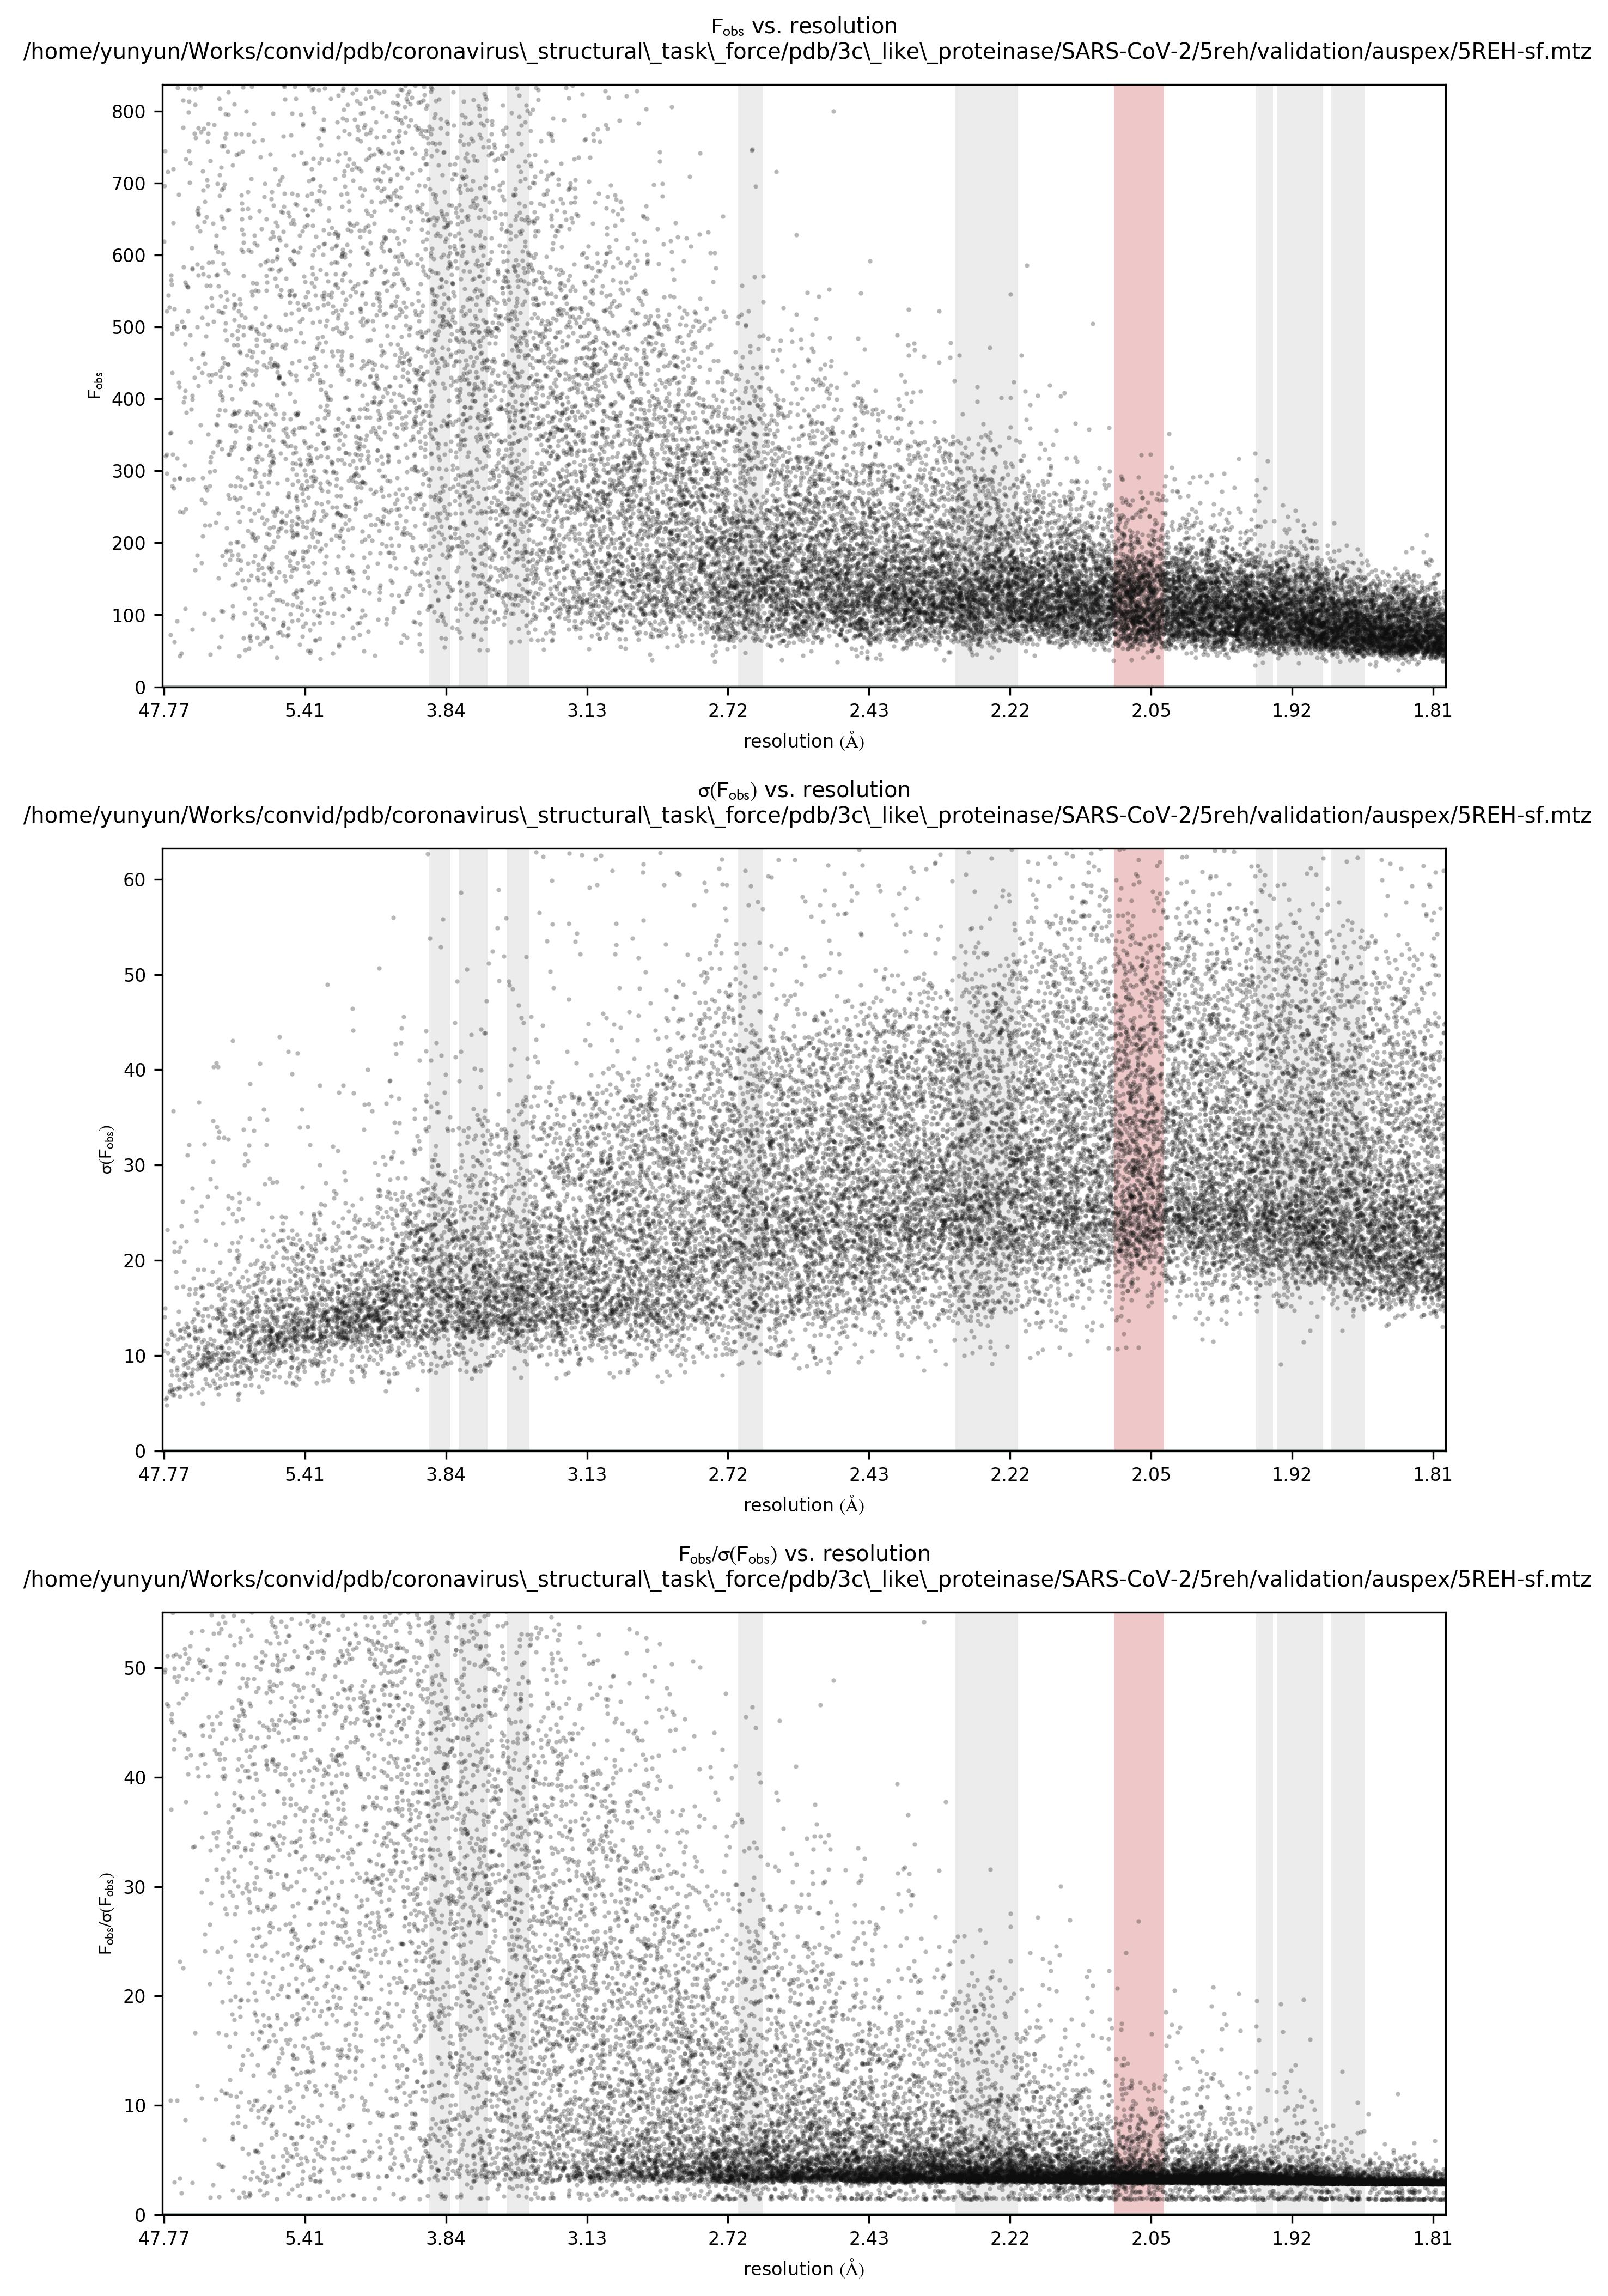 Fobs vs. resolution
/home/yunyun/Works/convid/pdb/coronavirus\_structural\_task\_force/pdb/3c\_like\_proteinase/SARS-CoV-2/5reh/validation/auspex/5REH-sf.mtz
800
700
600
500
400
300
200
100
0
Fobs
47.77 5.41 3.84 3.13 2.72 2.43 2.22 2.05 1.92 1.81
resolution (Å)
σ(Fobs) vs. resolution
/home/yunyun/Works/convid/pdb/coronavirus\_structural\_task\_force/pdb/3c\_like\_proteinase/SARS-CoV-2/5reh/validation/auspex/5REH-sf.mtz
60
50
40
30
20
10
0
σ(Fobs)
47.77 5.41 3.84 3.13 2.72 2.43 2.22 2.05 1.92 1.81
resolution (Å)
Fobs/σ(Fobs) vs. resolution
/home/yunyun/Works/convid/pdb/coronavirus\_structural\_task\_force/pdb/3c\_like\_proteinase/SARS-CoV-2/5reh/validation/auspex/5REH-sf.mtz
50
40
30
20
10
0
Fobs/σ(Fobs)
47.77 5.41 3.84 3.13 2.72 2.43 2.22 2.05 1.92 1.81
resolution (Å)